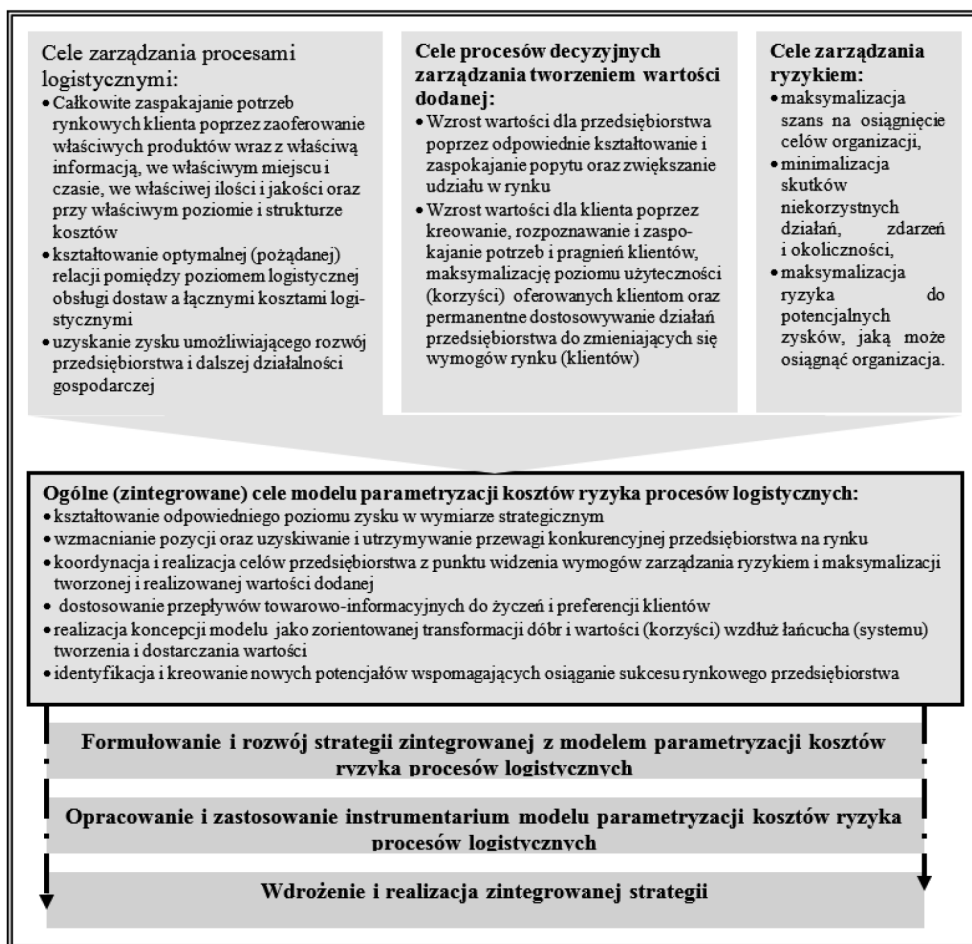 Cele zarządzania procesami
logistycznymi:
• Całkowite zaspakajanie potrzeb
rynkowych klienta poprzez zaoferowanie
właściwych produktów wraz z właściwą
informacją, we właściwym miejscu i
czasie, we właściwej ilości i jakości oraz
przy właściwym poziomie i strukturze
kosztów
• kształtowanie optymalnej (pożądanej)
relacji pomiędzy poziomem logistycznej
obsługi dostaw a łącznymi kosztami logi-
stycznymi
• uzyskanie zysku umożliwiającego rozwój
przedsiębiorstwa i dalszej działalności
gospodarczej
Cele procesów decyzyjnych
zarządzania tworzeniem wartości
dodanej:
• Wzrost wartości dla przedsiębiorstwa
poprzez odpowiednie kształtowanie i
zaspokajanie popytu oraz zwiększanie
udziału w rynku
• Wzrost wartości dla klienta poprzez
kreowanie, rozpoznawanie i zaspo-
kajanie potrzeb i pragnień klientów,
maksymalizację poziomu użyteczności
(korzyści) oferowanych klientom oraz
permanentne dostosowywanie działań
przedsiębiorstwa do zmieniających się
wymogów rynku (klientów)
Cele zarządzania
ryzykiem:
• maksymalizacja
szans na osiągnięcie
celów organizacji,
• minimalizacja
skutków
niekorzystnych
działań, zdarzeń
i okoliczności,
• maksymalizacja
ryzyka do
potencjalnych
zysków, jaką może
osiągnąć organizacja.
Ogólne (zintegrowane) cele modelu parametryzacji kosztów ryzyka procesów logistycznych:
• kształtowanie odpowiedniego poziomu zysku w wymiarze strategicznym
• wzmacnianie pozycji oraz uzyskiwanie i utrzymywanie przewagi konkurencyjnej przedsiębiorstwa na rynku
• koordynacja i realizacja celów przedsiębiorstwa z punktu widzenia wymogów zarządzania ryzykiem i maksymalizacji
tworzonej i realizowanej wartości dodanej
• dostosowanie przepływów towarowo-informacyjnych do życzeń i preferencji klientów
• realizacja koncepcji modelu jako zorientowanej transformacji dóbr i wartości (korzyści) wzdłuż łańcucha (systemu)
tworzenia i dostarczania wartości
• identyfikacja i kreowanie nowych potencjałów wspomagających osiąganie sukcesu rynkowego przedsiębiorstwa
Formułowanie i rozwój strategii zintegrowanej z modelem parametryzacji kosztów
ryzyka procesów logistycznych
Opracowanie i zastosowanie instrumentarium modelu parametryzacji kosztów ryzyka
procesów logistycznych
Wdrożenie i realizacja zintegrowanej strategii